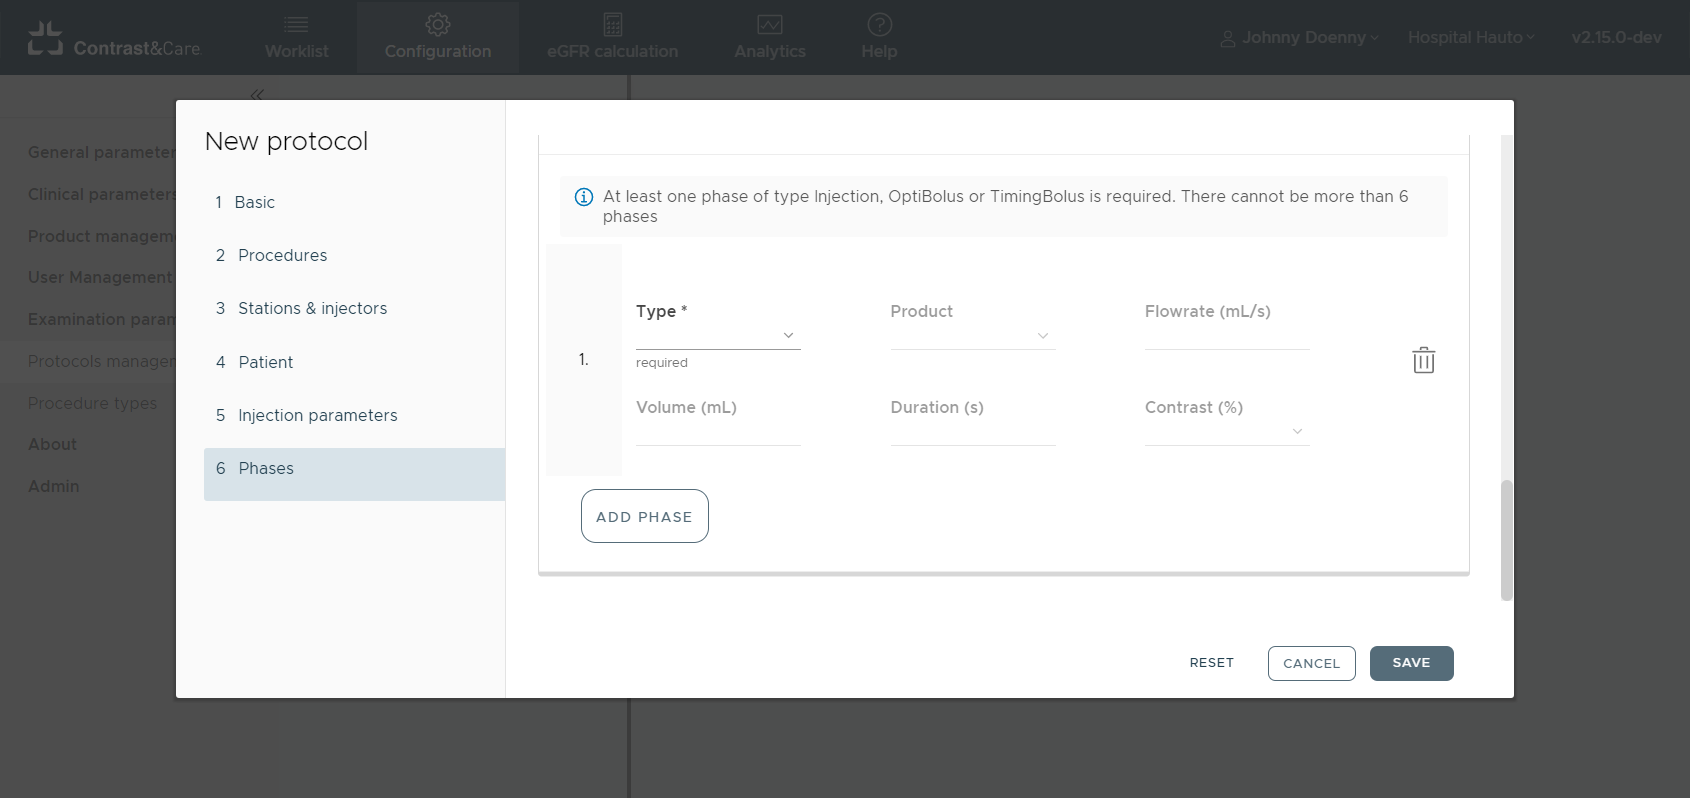 Contrast&Care.
Worklist
Configuration
eGFR calculation
Analytics
Help
Johnny Doenny
Hospital Hauto
v2.15.0-dev
General parameter
Clinical parameters
Product managem
User Management
Examination param
Protocols manager
Procedure types
About
Admin
New protocol
1 Basic
2 Procedures
3 Stations & injectors
4 Patient
5 Injection parameters
6 Phases
At least one phase of type Injection, OptiBolus or TimingBolus is required. There cannot be more than 6
phases
1.
Type *
required
Product
Flowrate (mL/s)
Volume (mL)
Duration (s)
Contrast (%)
ADD PHASE
RESET
CANCEL
SAVE